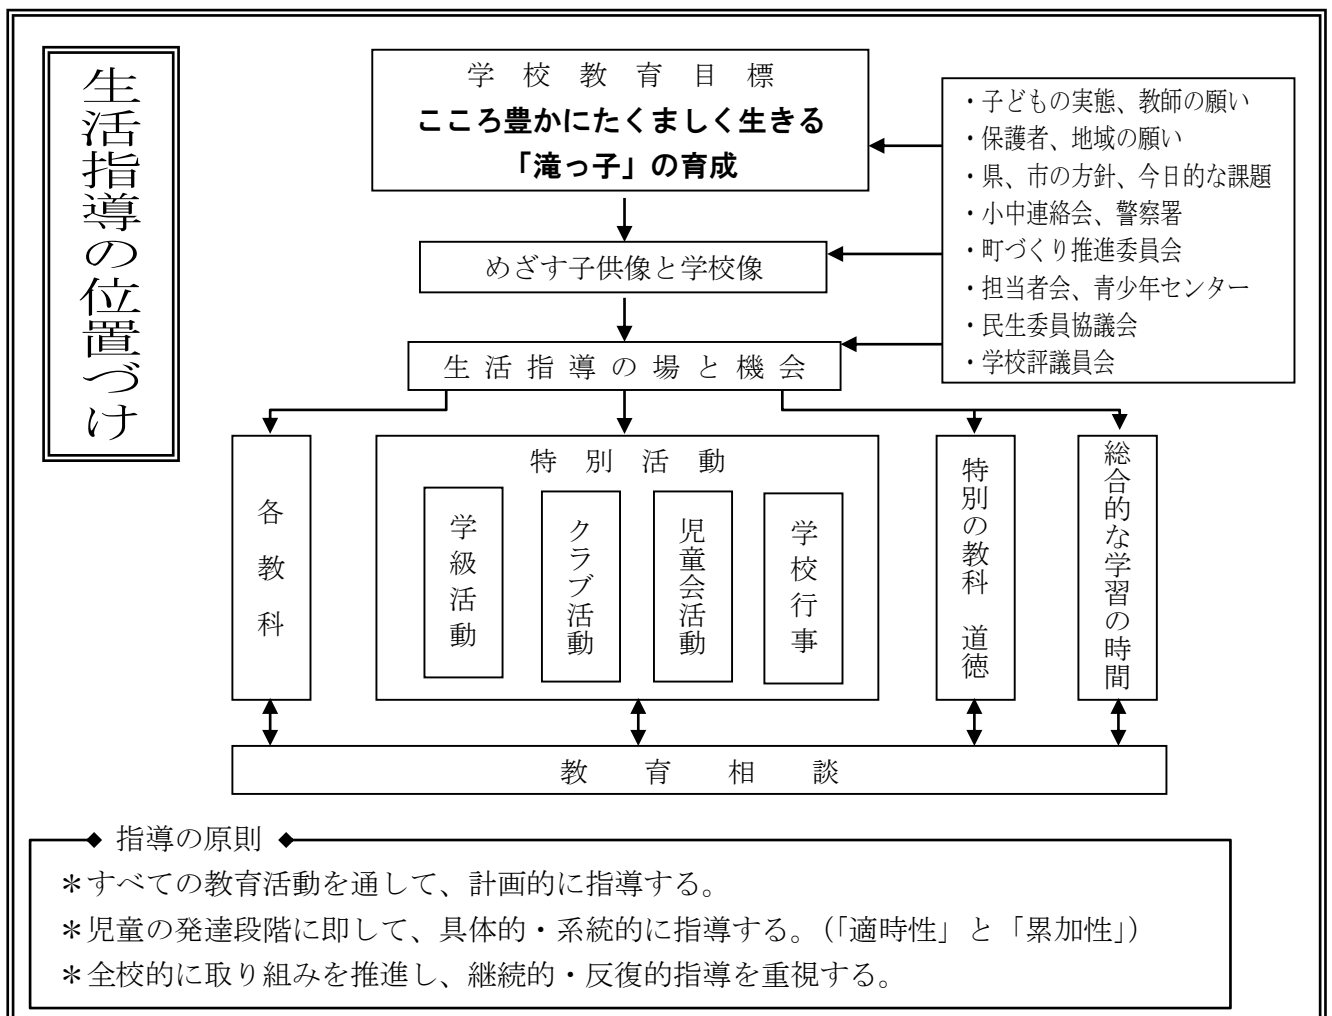 生活指導の位置づけ
学校教育目標
こころ豊かにたくましく生きる
「滝っ子」の育成
・子どもの実態、教師の願い
・保護者、地域の願い
・県、市の方針、今日的な課題
・小中連絡会、警察署
・町づくり推進委員会
・担当者会、青少年センター
・民生委員協議会
・学校評議員会
めざす子供像と学校像
生活指導の場と機会
各教科
特別活動
学級活動
クラブ活動
児童会活動
学校行事
特別の教科　道徳
総合的な学習の時間
教育相談
◆ 指導の原則 ◆
＊すべての教育活動を通して、計画的に指導する。
＊児童の発達段階に即して、具体的・系統的に指導する。（「適時性」と「累加性」）
＊全校的に取り組みを推進し、継続的・反復的指導を重視する。